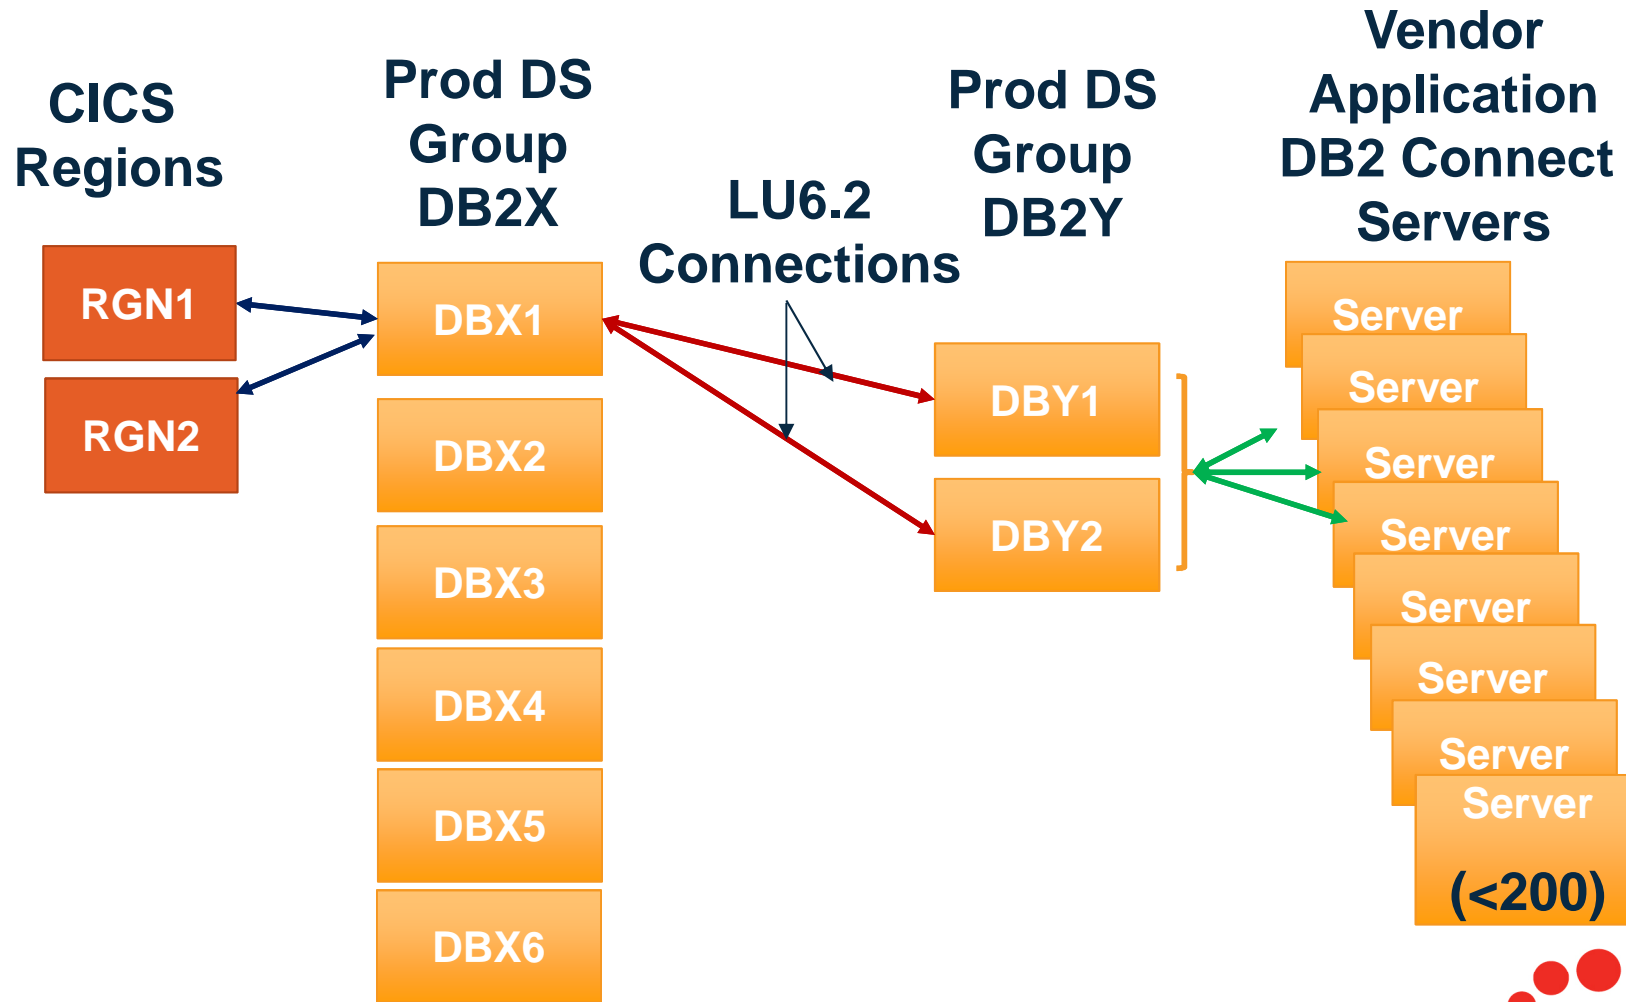 CICS
Regions
RGN1
RGN2
Prod DS
Group
DB2X
DBX1
DBX2
DBX3
DBX4
DBX5
DBX6
LU6.2
Connections
Prod DS
Group
DB2Y
DBY1
DBY2
Vendor
Application
DB2 Connect
Servers
Server
Server
Server
Server
Server
Server
Server
Server
(<200)